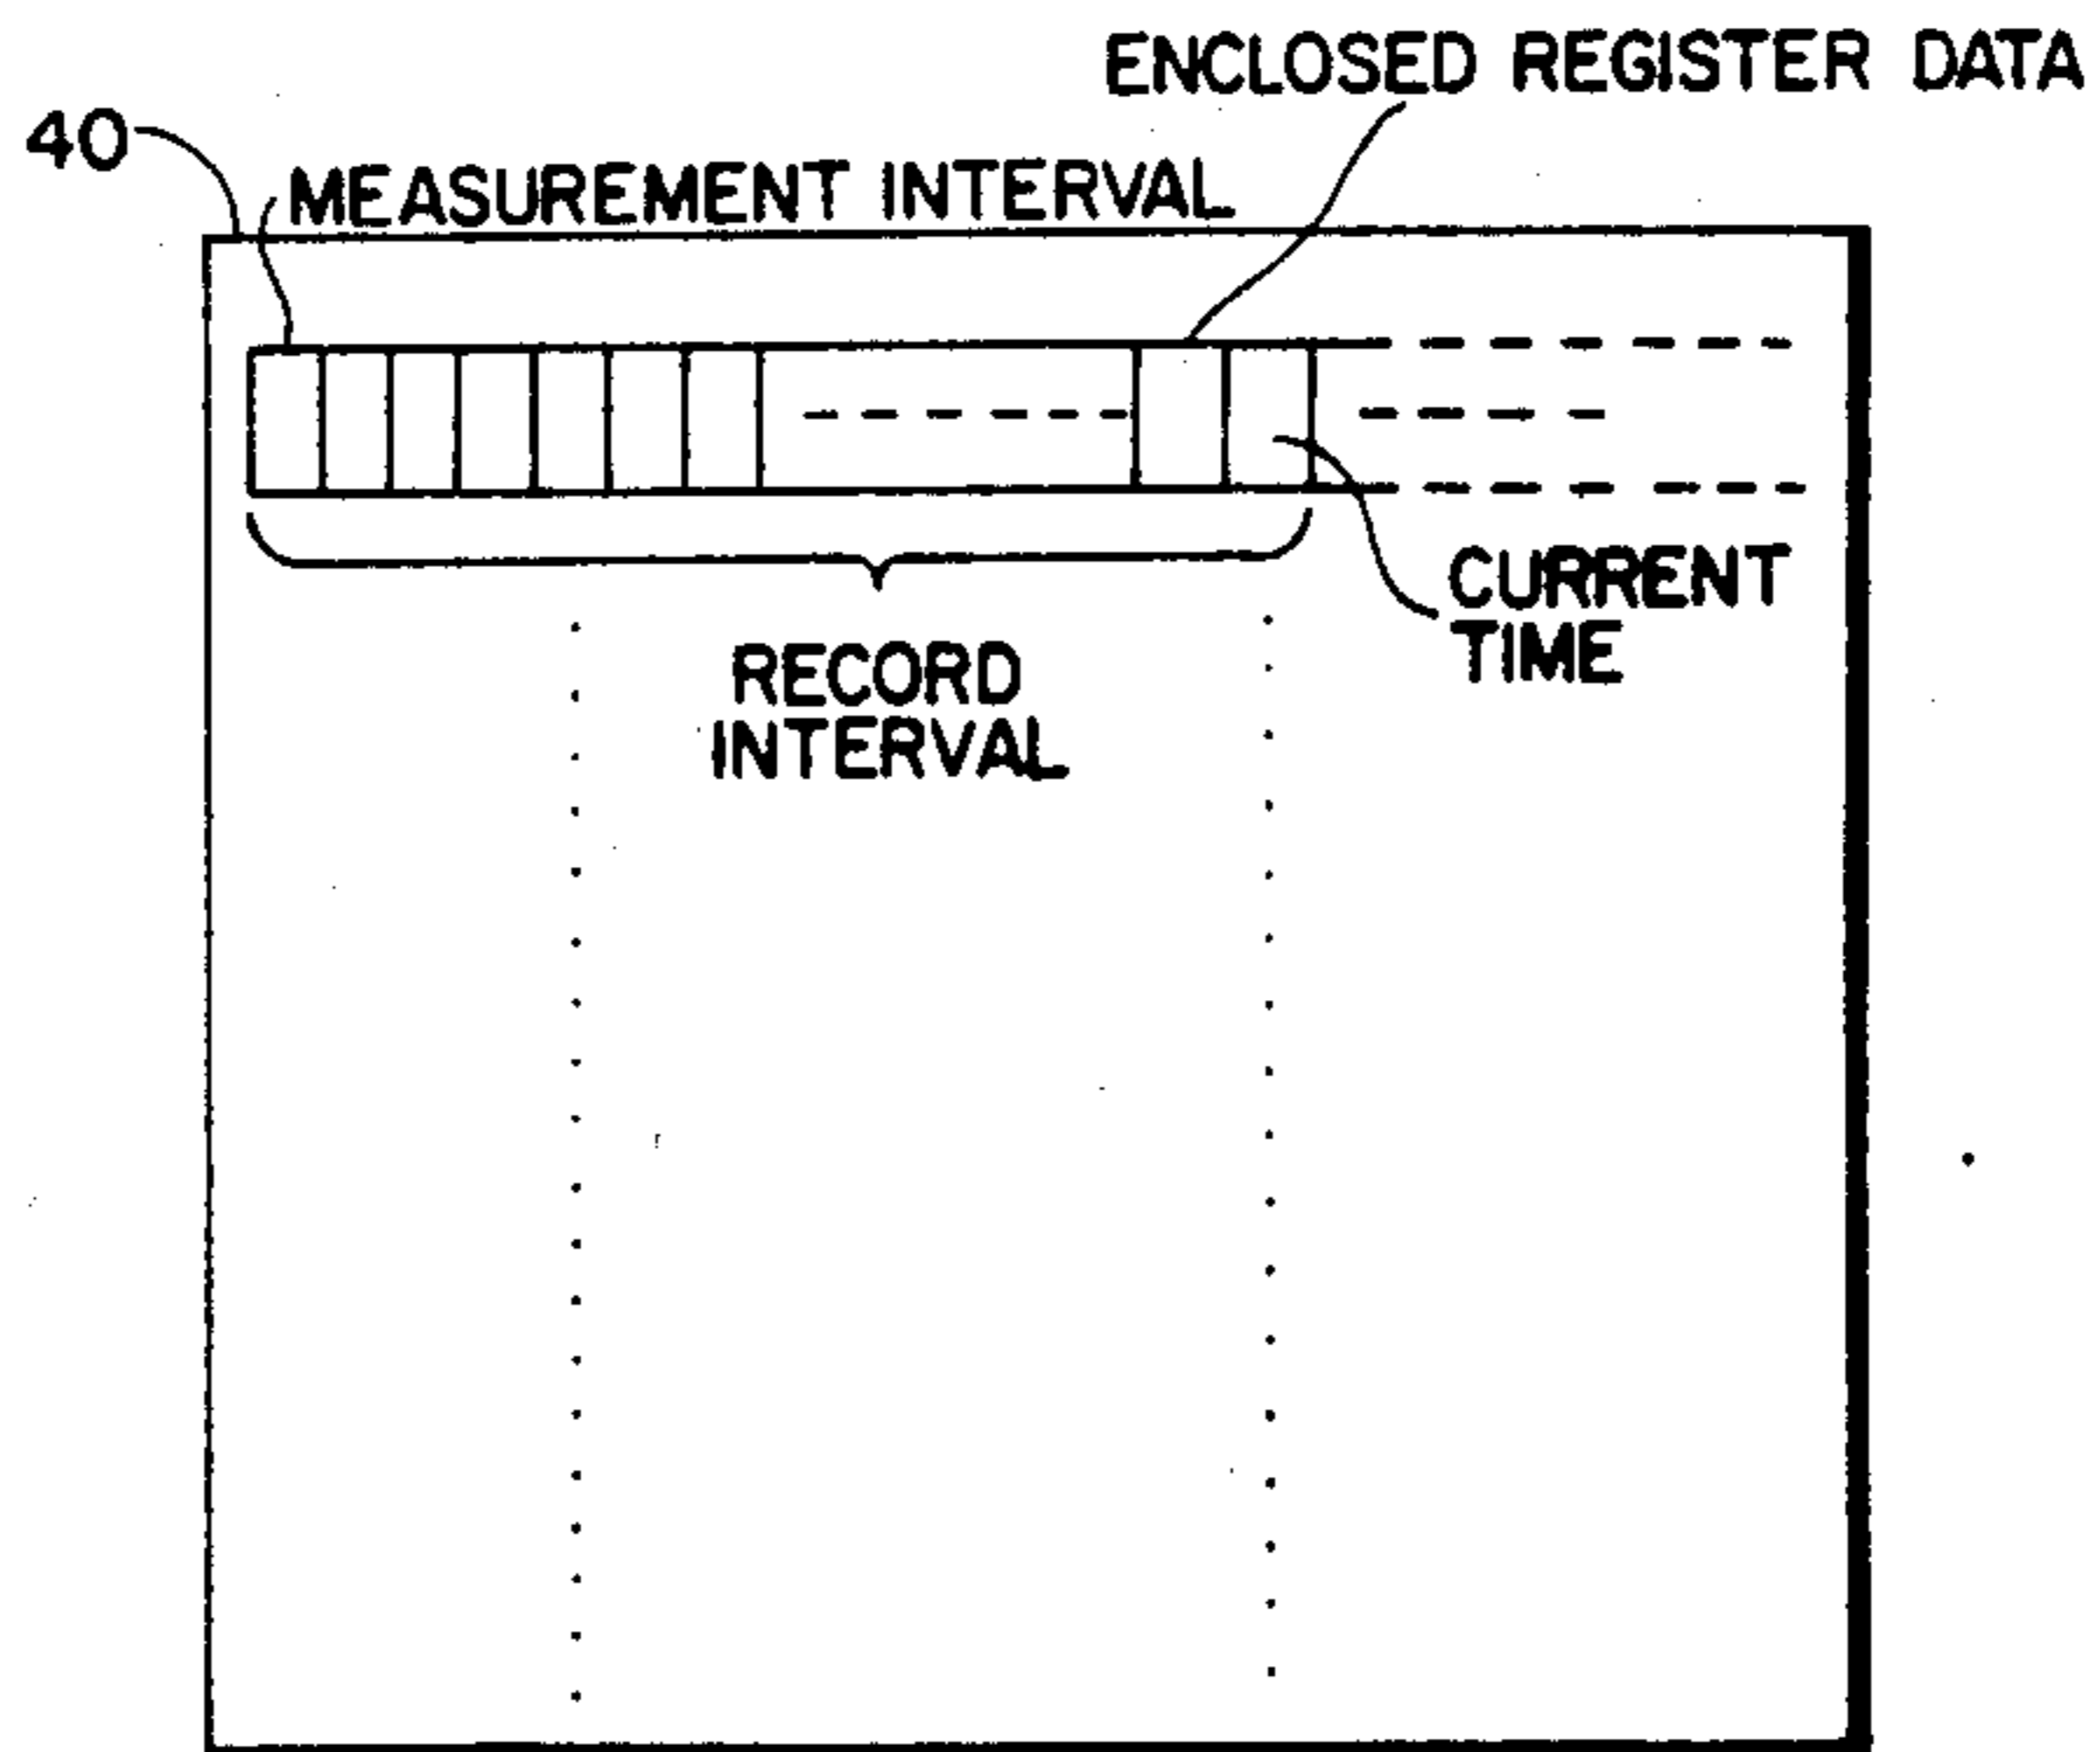 ENCLOSED REGISTER DATA
40
MEASUREMENT INTERVAL
CURRENT
TIME
RECORD
INTERVAL